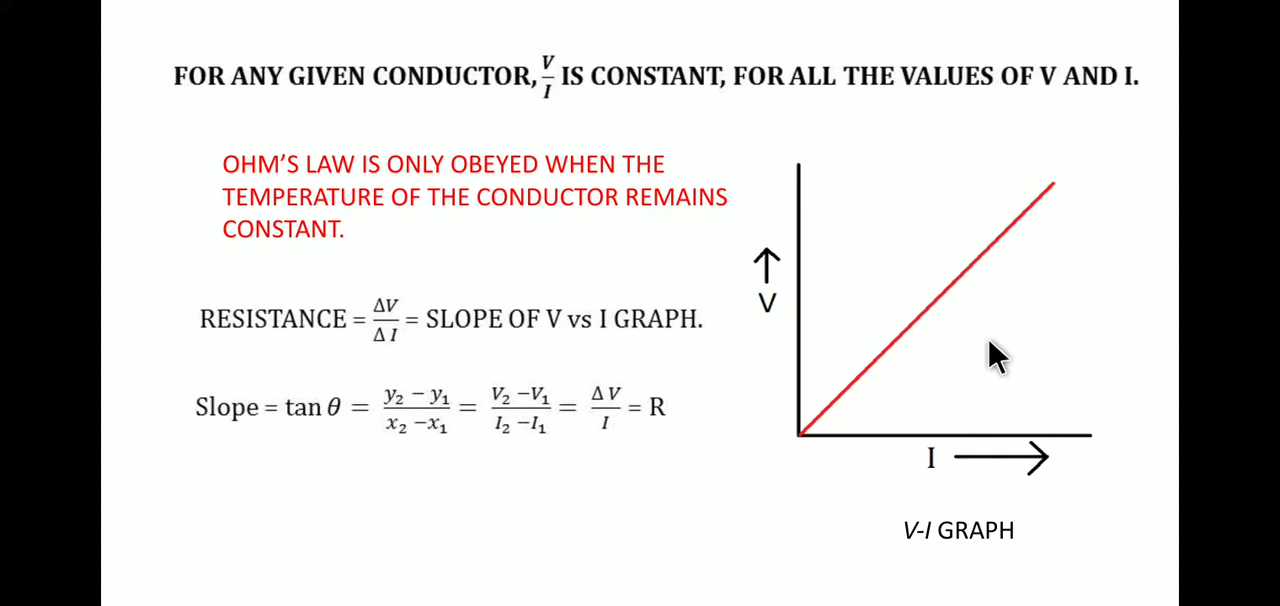 FOR ANY GIVEN CONDUCTOR, V/I IS CONSTANT, FOR ALL THE VALUES OF V AND I.
OHM’S LAW IS ONLY OBEYED WHEN THE
TEMPERATURE OF THE CONDUCTOR REMAINS
CONSTANT.
RESISTANCE = ΔV/Δ I = SLOPE OF V vs I GRAPH.
Slope = tan θ = y₂ − y₁/x₂ −x₁ = V₂ −V₁/I₂ −I₁ = Δ V/I = R
V
I
V-I GRAPH